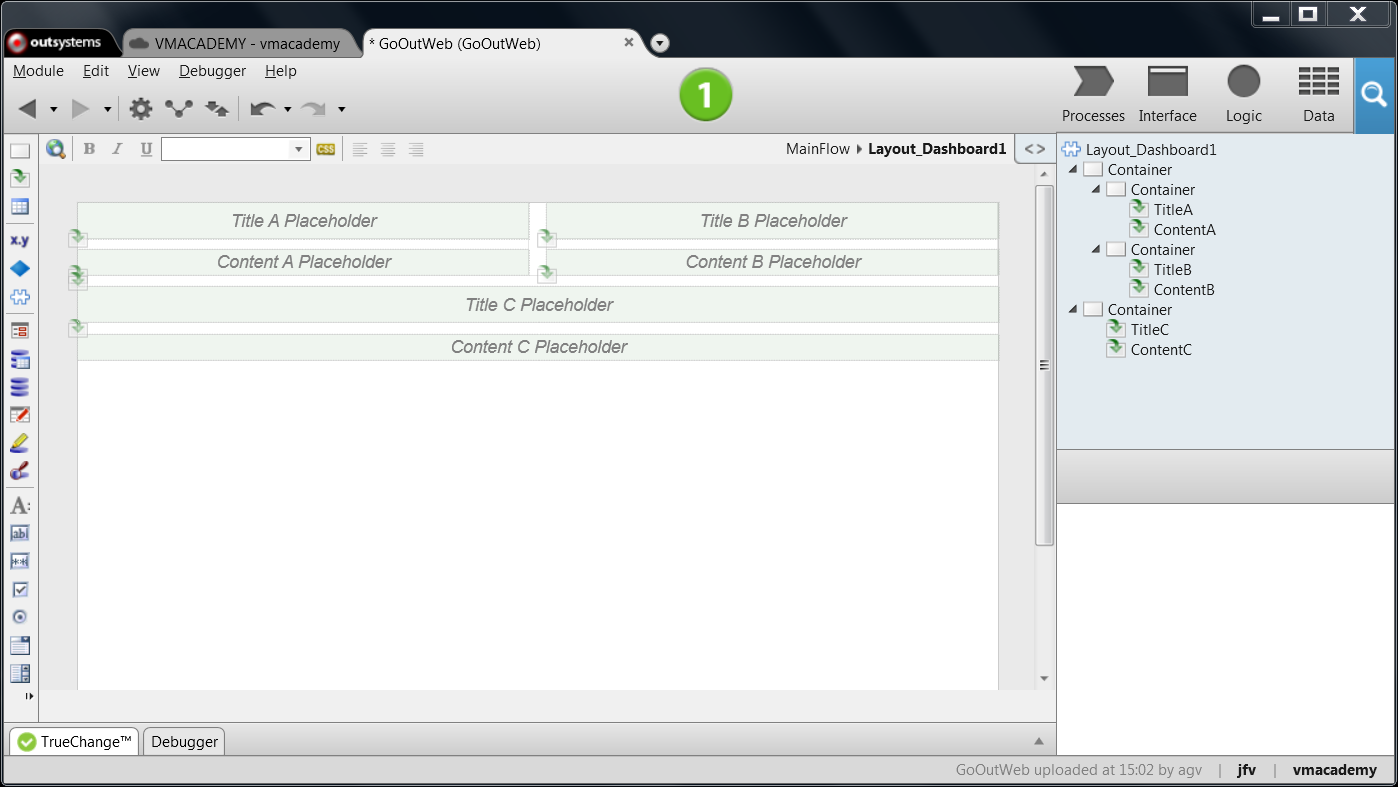 outsystems
VMACADEMY - vmacademy
* GoOutWeb (GoOutWeb)
Module Edit View Debugger Help
1
Processes Interface Logic Data
B I U
CSS
MainFlow Layout_Dashboard1
<>
x.y
A:
ab|
Title A Placeholder
Title B Placeholder
Content A Placeholder
Content B Placeholder
Title C Placeholder
Content C Placeholder
Layout_Dashboard1
Container
Container
TitleA
ContentA
Container
TitleB
ContentB
Container
TitleC
ContentC
TrueChange™ Debugger
GoOutWeb uploaded at 15:02 by agv | jfv | vmacademy